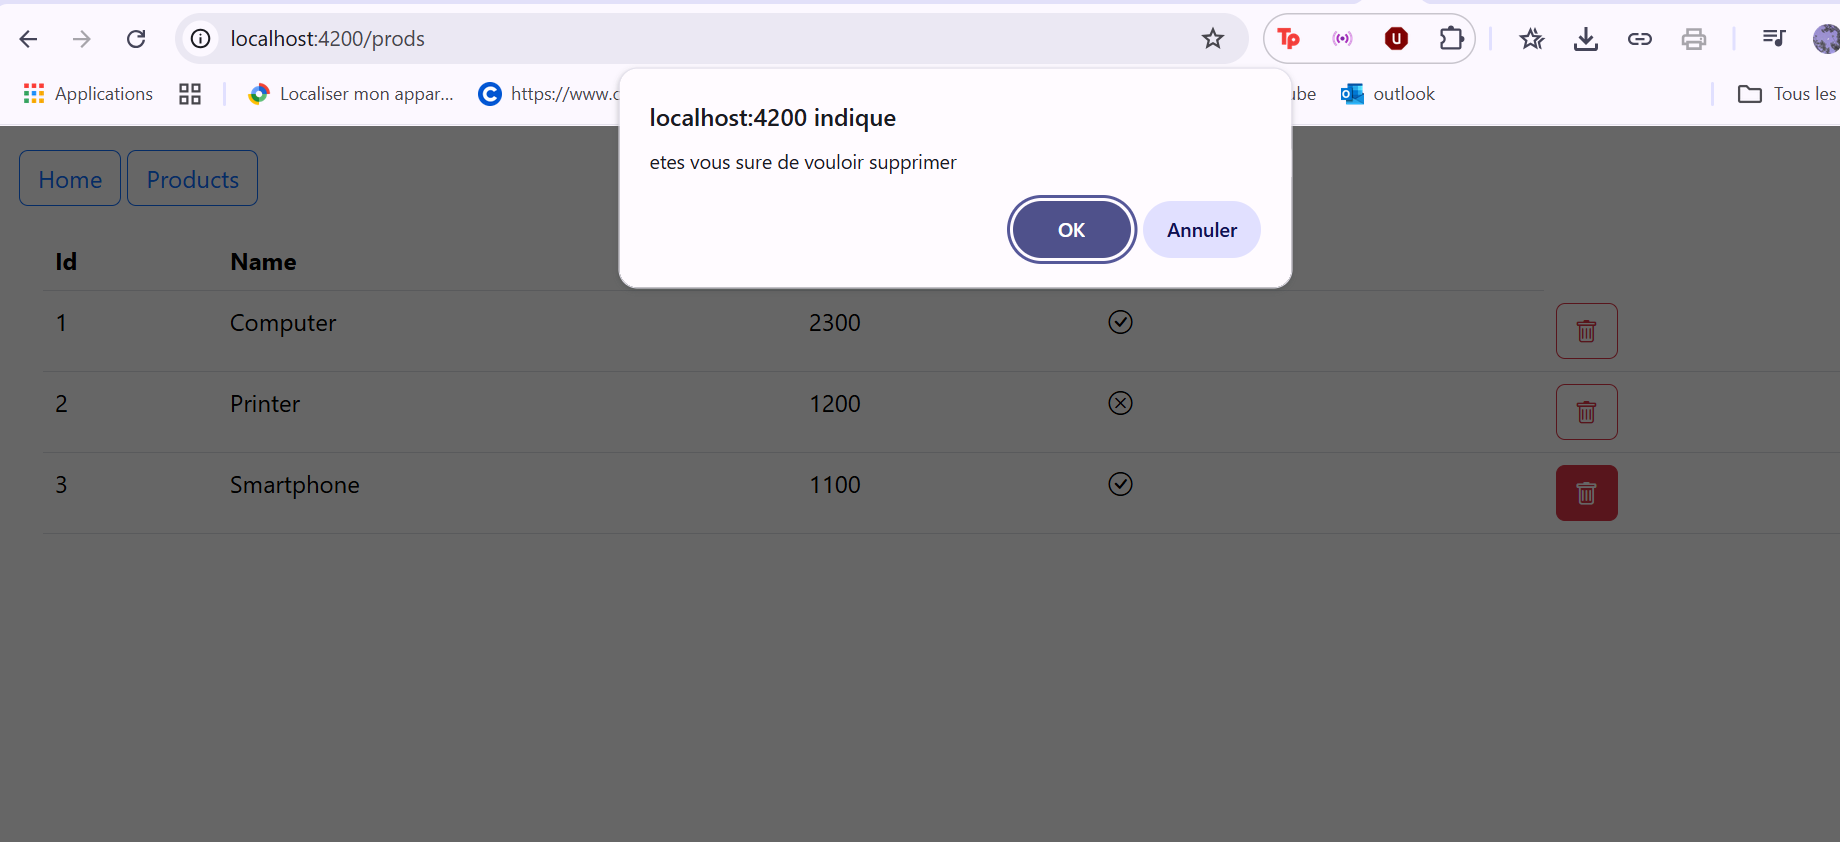 localhost:4200/prods
Tp
U
Applications
Localiser mon appar...
https://www.c
ube
outlook
Tous les
localhost:4200 indique
etes vous sure de vouloir supprimer
OK
Annuler
Home
Products
Id Name
1 Computer 2300
2 Printer 1200
3 Smartphone 1100